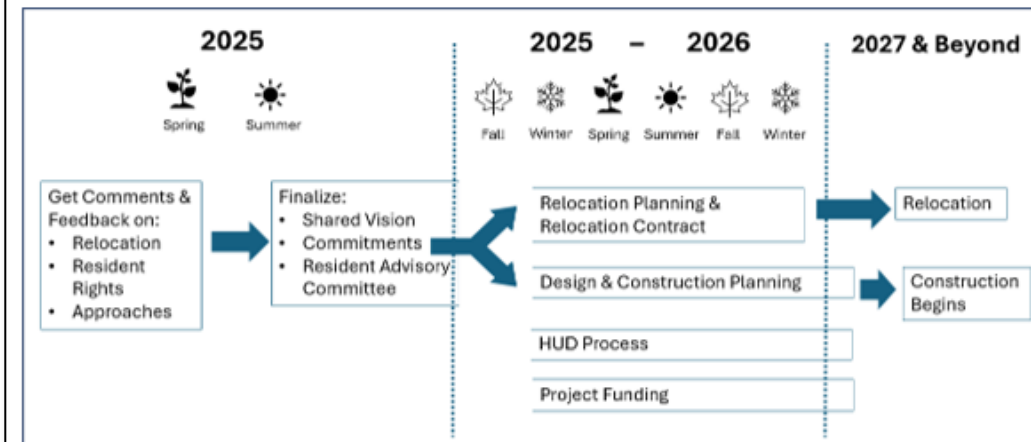 2025
2025 – 2026
2027 & Beyond
Spring
Summer
Fall
Winter
Spring
Summer
Fall
Winter
Get Comments &
Feedback on:
• Relocation
• Resident
Rights
• Approaches
Finalize:
• Shared Vision
• Commitments
• Resident Advisory
Committee
Relocation Planning &
Relocation Contract
Relocation
Design & Construction Planning
Construction
Begins
HUD Process
Project Funding